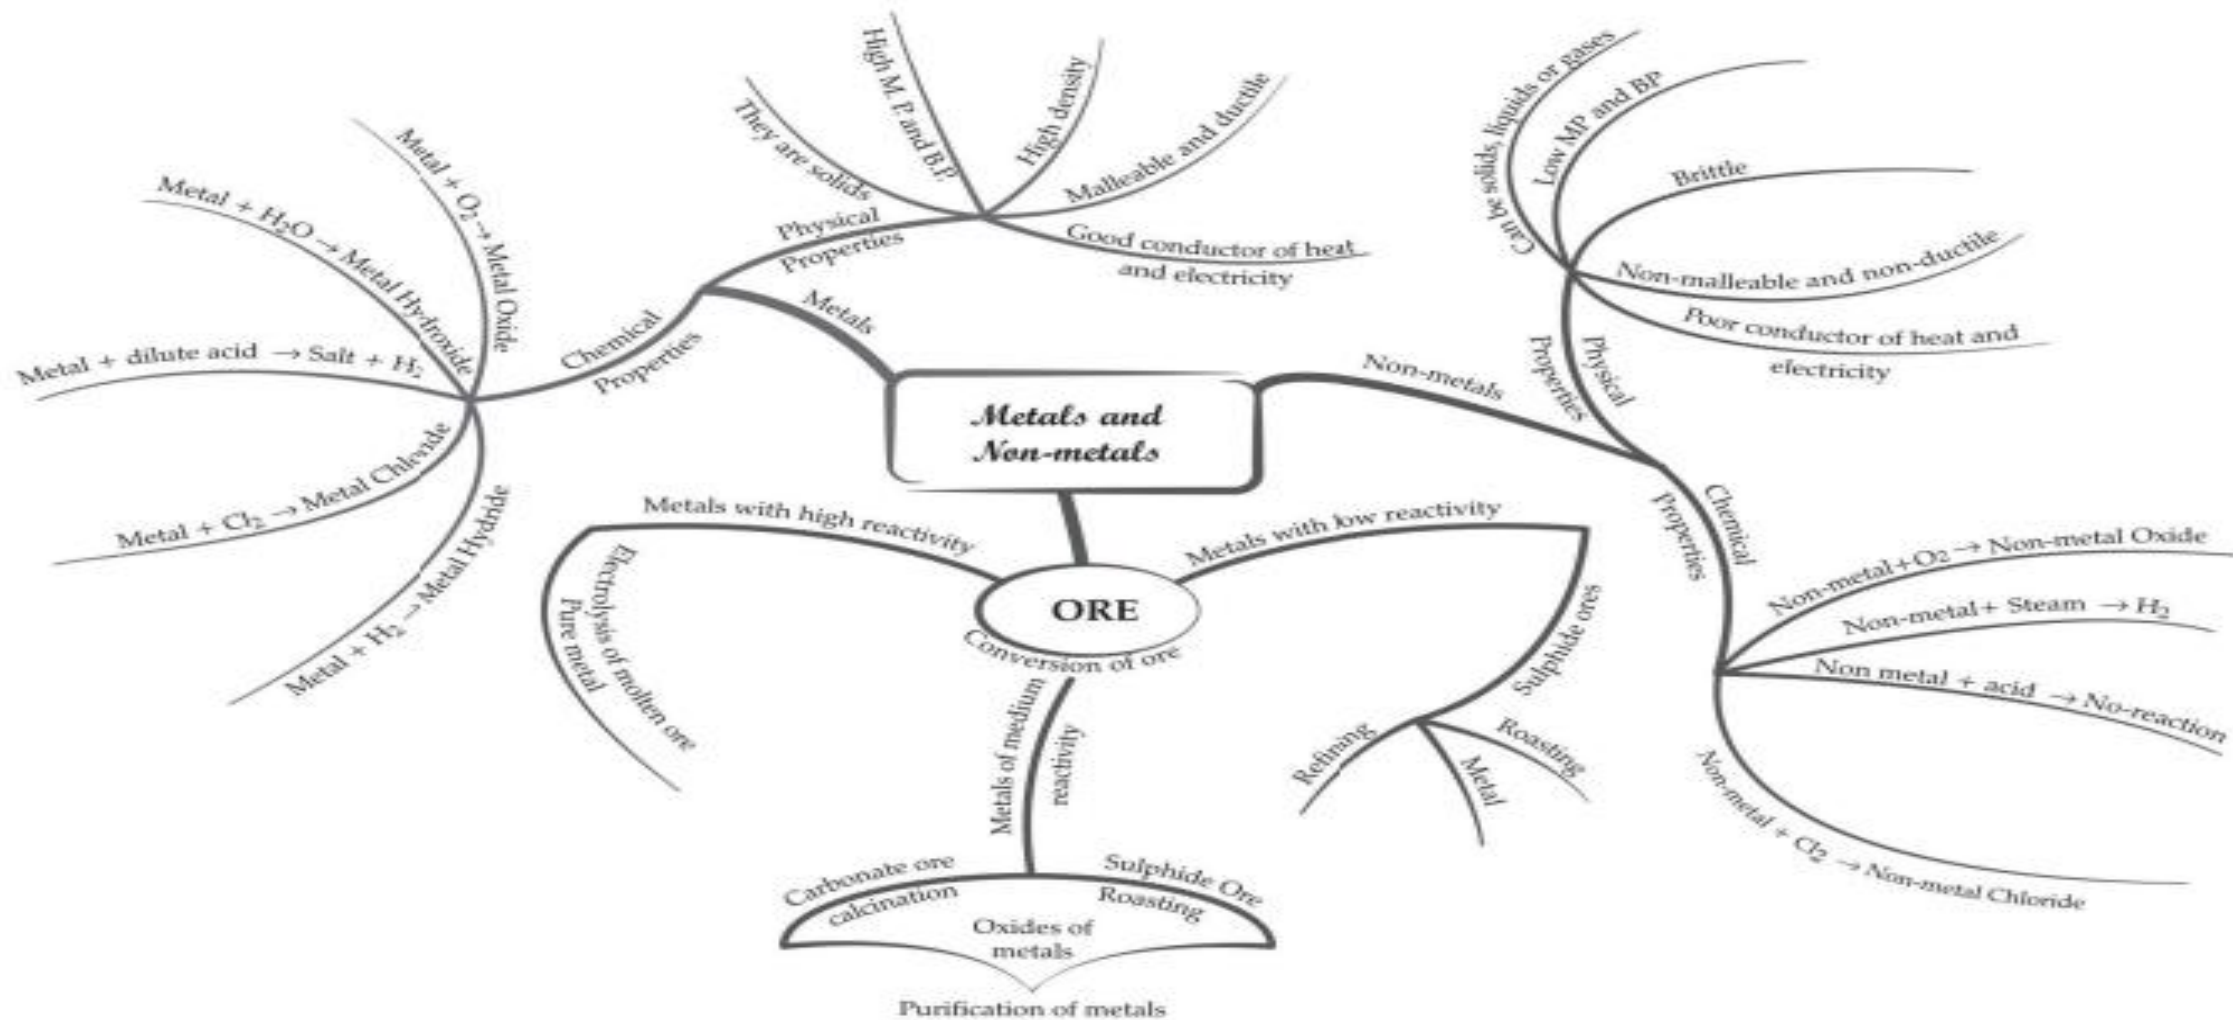 Metals and
Non-metals
Metals
Physical
Properties
They are solids
High M. P. and B.P.
High density
Malleable and ductile
Good conductor of heat
and electricity
Chemical
Properties
Metal + O₂ → Metal Oxide
Metal + H₂O → Metal Hydroxide
Metal + dilute acid → Salt + H₂
Metal + Cl₂ → Metal Chloride
Metal + H₂ → Metal Hydride
Non-metals
Physical
Properties
Can be solids, liquids or gases
Low MP and BP
Brittle
Non-malleable and non-ductile
Poor conductor of heat and
electricity
Chemical
Properties
Non-metal+O₂ → Non-metal Oxide
Non-metal+ Steam → H₂
Non metal + acid → No-reaction
Non-metal + Cl₂ → Non-metal Chloride
ORE
Conversion of ore
Metals with high reactivity
Electrolysis of molten ore
Pure metal
Metals of medium
reactivity
Carbonate ore
calcination
Sulphide Ore
Roasting
Oxides of
metals
Purification of metals
Metals with low reactivity
Sulphide ores
Roasting
Metal
Refining